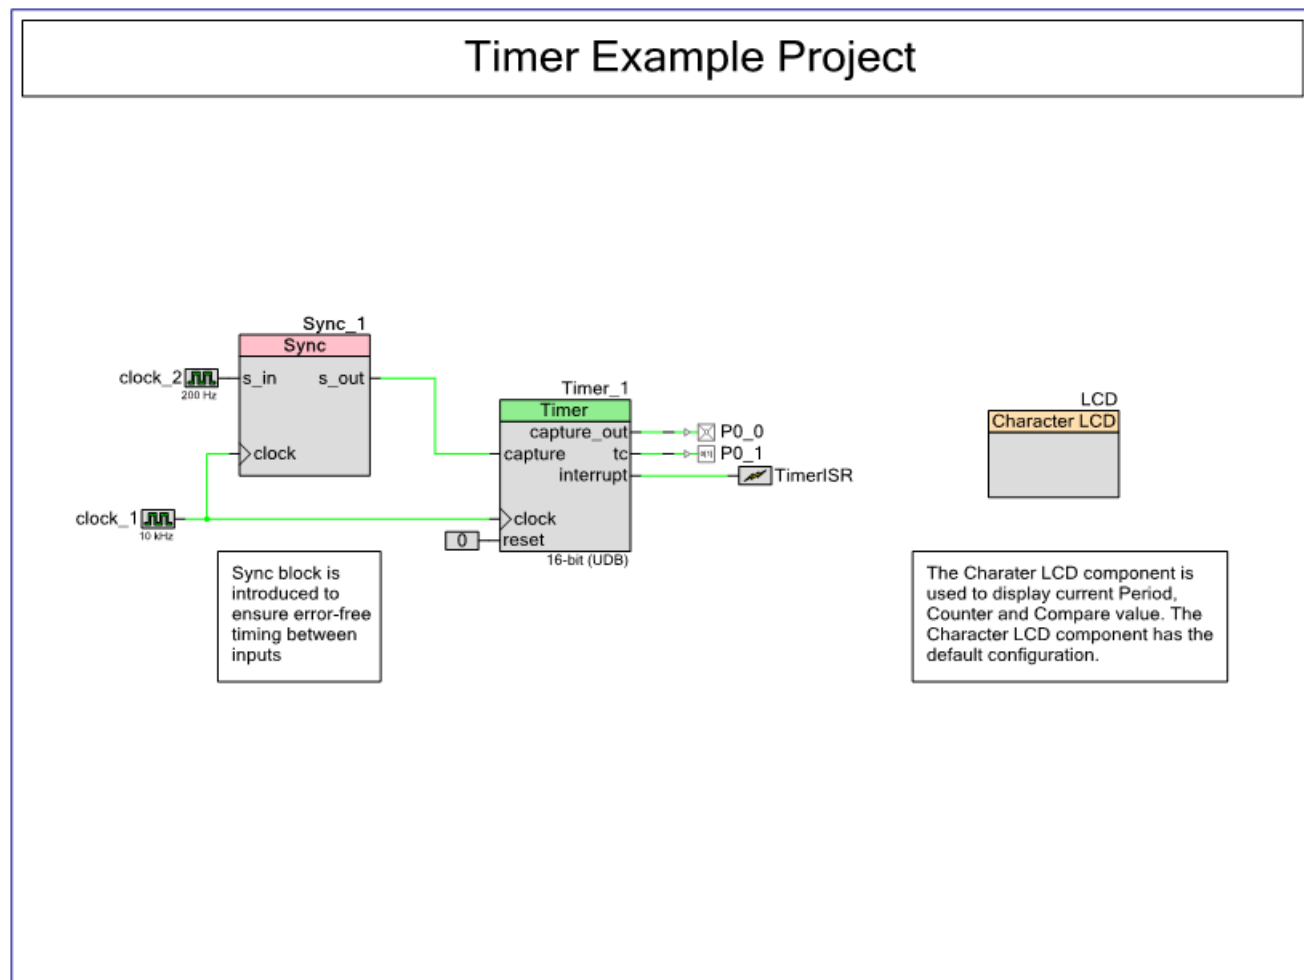 Timer Example Project
Sync_1
Sync
clock_2
s_in
s_out
200 Hz
clock
clock_1
10 kHz
Timer_1
Timer
capture_out
P0_0
capture
tc
P0_1
interrupt
TimerISR
clock
0
reset
16-bit (UDB)
LCD
Character LCD
Sync block is
introduced to
ensure error-free
timing between
inputs
The Charater LCD component is
used to display current Period,
Counter and Compare value. The
Character LCD component has the
default configuration.